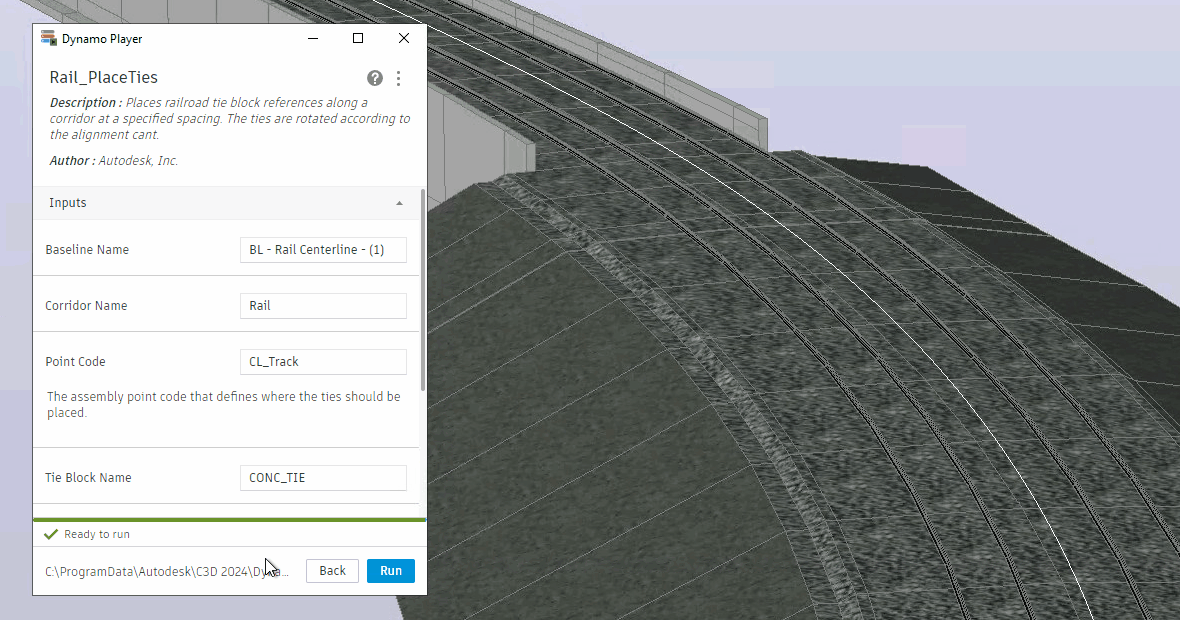 Dynamo Player
Rail_PlaceTies
Description : Places railroad tie block references along a
corridor at a specified spacing. The ties are rotated according to
the alignment cant.
Author : Autodesk, Inc.
Inputs
Baseline Name
BL - Rail Centerline - (1)
Corridor Name
Rail
Point Code
CL_Track
The assembly point code that defines where the ties should be
placed.
Tie Block Name
CONC_TIE
Ready to run
C:\ProgramData\Autodesk\C3D 2024\Dyna...
Back
Run